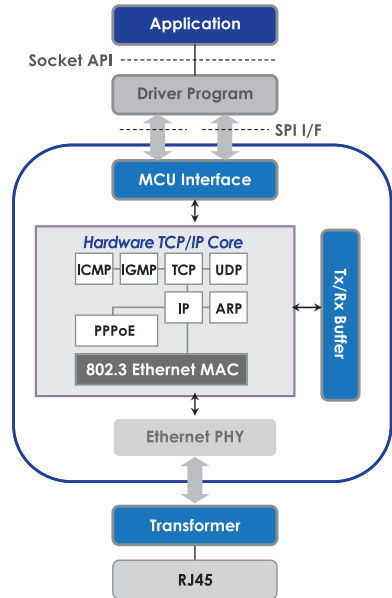 Application
Socket API
Driver Program
SPI I/F
MCU Interface
Hardware TCP/IP Core
ICMP IGMP TCP UDP
IP ARP
PPPoE
802.3 Ethernet MAC
Tx/Rx Buffer
Ethernet PHY
Transformer
RJ45